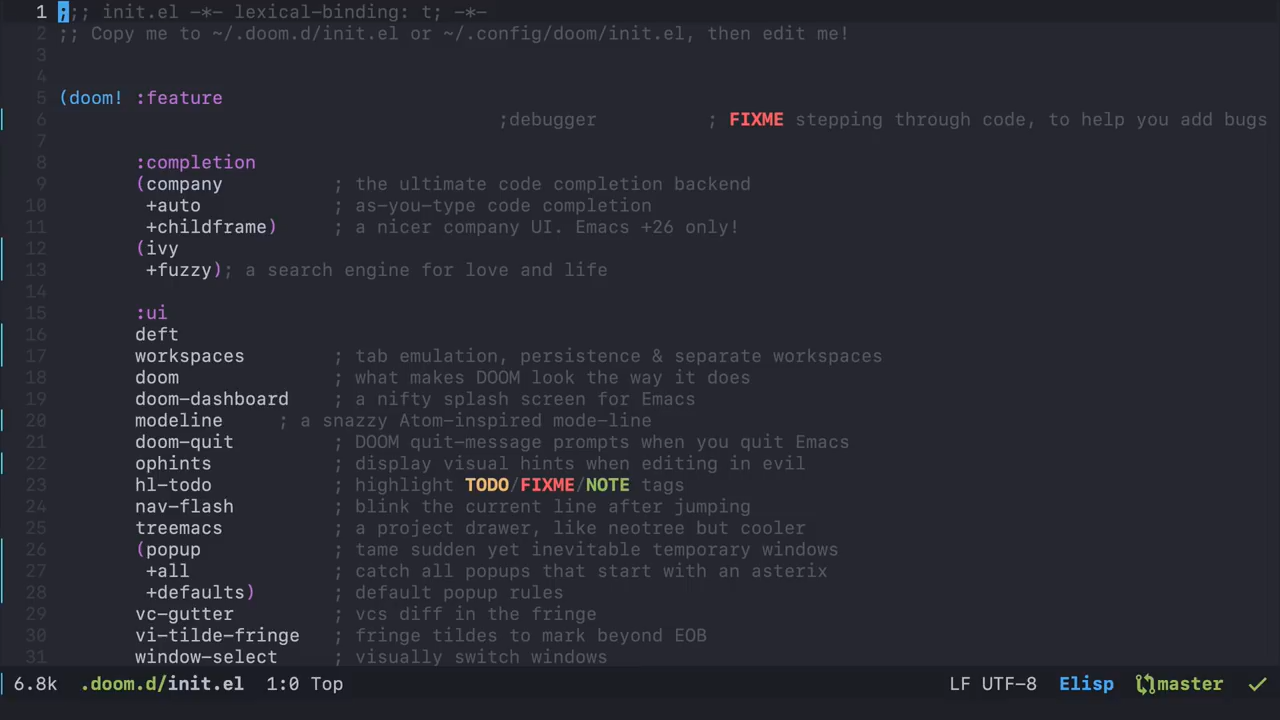 1 ;;; init.el -*- lexical-binding: t; -*-
2 ;; Copy me to ~/.doom.d/init.el or ~/.config/doom/init.el, then edit me!
3
4
5 (doom! :feature
6 ;debugger ; FIXME stepping through code, to help you add bugs
7
8 :completion
9 (company ; the ultimate code completion backend
10 +auto ; as-you-type code completion
11 +childframe) ; a nicer company UI. Emacs +26 only!
12 (ivy
13 +fuzzy); a search engine for love and life
14
15 :ui
16 deft
17 workspaces ; tab emulation, persistence & separate workspaces
18 doom ; what makes DOOM look the way it does
19 doom-dashboard ; a nifty splash screen for Emacs
20 modeline ; a snazzy Atom-inspired mode-line
21 doom-quit ; DOOM quit-message prompts when you quit Emacs
22 ophints ; display visual hints when editing in evil
23 hl-todo ; highlight TODO/FIXME/NOTE tags
24 nav-flash ; blink the current line after jumping
25 treemacs ; a project drawer, like neotree but cooler
26 (popup ; tame sudden yet inevitable temporary windows
27 +all ; catch all popups that start with an asterix
28 +defaults) ; default popup rules
29 vc-gutter ; vcs diff in the fringe
30 vi-tilde-fringe ; fringe tildes to mark beyond EOB
31 window-select ; visually switch windows
6.8k .doom.d/init.el 1:0 Top LF UTF-8 Elisp master